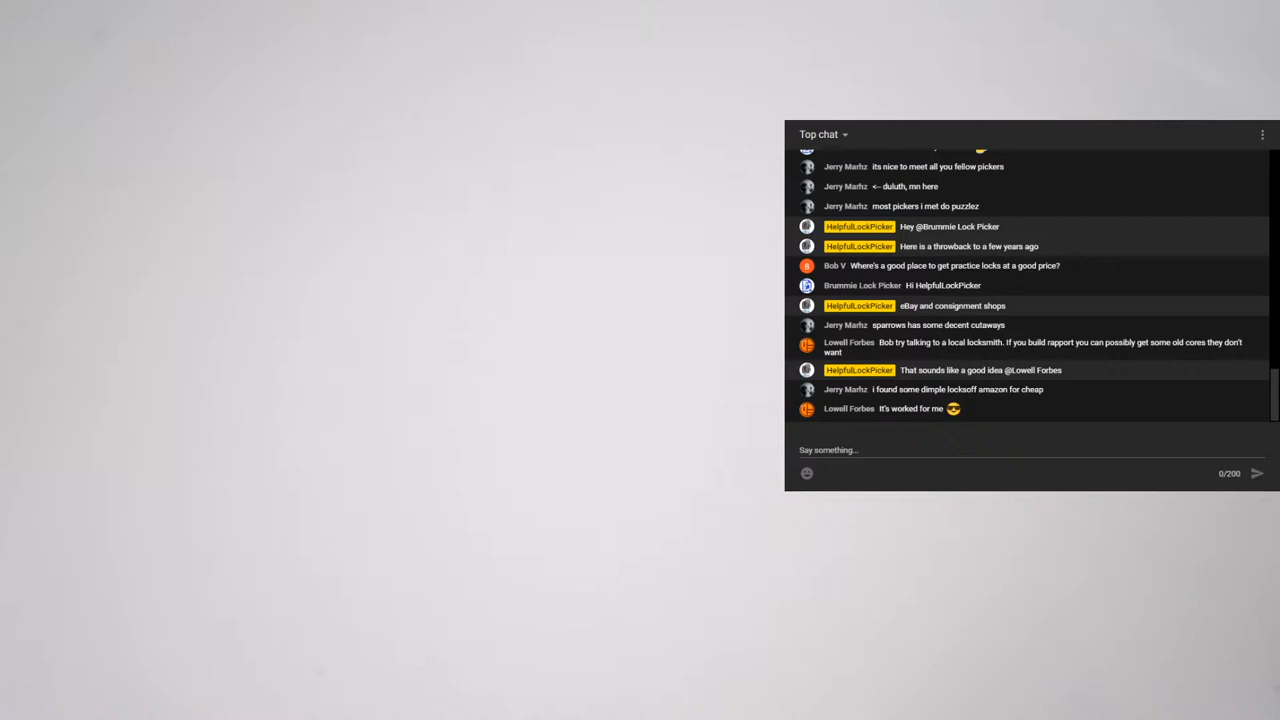 Top chat
Jerry Marhz its nice to meet all you fellow pickers
Jerry Marhz <-- duluth, mn here
Jerry Marhz most pickers i met do puzzlez
HelpfulLockPicker Hey @Brummie Lock Picker
HelpfulLockPicker Here is a throwback to a few years ago
B Bob V Where's a good place to get practice locks at a good price?
Brummie Lock Picker Hi HelpfulLockPicker
HelpfulLockPicker eBay and consignment shops
Jerry Marhz sparrows has some decent cutaways
Lowell Forbes Bob try talking to a local locksmith. If you build rapport you can possibly get some old cores they don't
want
HelpfulLockPicker That sounds like a good idea @Lowell Forbes
Jerry Marhz i found some dimple locksoff amazon for cheap
Lowell Forbes It's worked for me 😎
Say something...
0/200